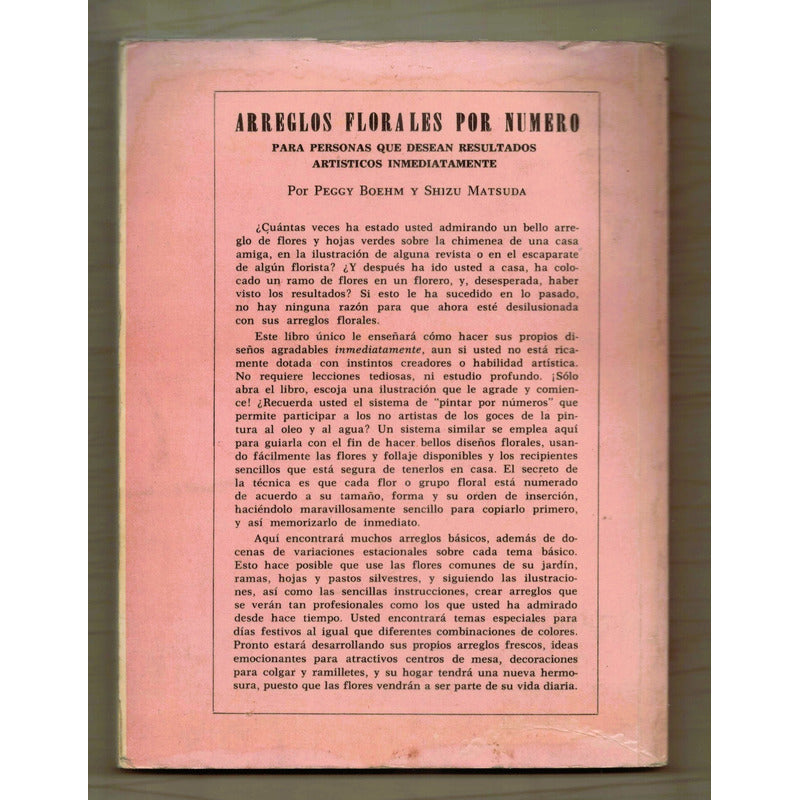 ARREGLOS FLORALES POR NUMERO
PARA PERSONAS QUE DESEAN RESULTADOS
ARTÍSTICOS INMEDIATAMENTE
Por Peggy Boehm y Shizu Matsuda
¿Cuántas veces ha estado usted admirando un bello arre-
glo de flores y hojas verdes sobre la chimenea de una casa
amiga, en la ilustración de alguna revista o en el escaparate
de algún florista? ¿Y después ha ido usted a casa, ha colo-
cado un ramo de flores en un florero, y, desesperada, haber
visto los resultados? Si esto le ha sucedido en lo pasado,
no hay ninguna razón para que ahora esté desilusionada
con sus arreglos florales.
Este libro único le enseñará cómo hacer sus propios di-
seños agradables inmediatamente, aun si usted no está rica-
mente dotada con instintos creadores o habilidad artística.
No requiere lecciones tediosas, ni estudio profundo. ¡Sólo
abra el libro, escoja una ilustración que le agrade y comien-
ce! ¿Recuerda usted el sistema de "pintar por números" que
permite participar a los no artistas de los goces de la pin-
tura al oleo y al agua? Un sistema similar se emplea aquí
para guiarla con el fin de hacer bellos diseños florales, usan-
do fácilmente las flores y follaje disponibles y los recipientes
sencillos que está segura de tenerlos en casa. El secreto de
la técnica es que cada flor o grupo floral está numerado
de acuerdo a su tamaño, forma y su orden de inserción,
haciéndolo maravillosamente sencillo para copiarlo primero,
y así memorizarlo de inmediato.
Aquí encontrará muchos arreglos básicos, además de do-
cenas de variaciones estacionales sobre cada tema básico.
Esto hace posible que use las flores comunes de su jardín,
ramas, hojas y pastos silvestres, y siguiendo las ilustracio-
nes, así como las sencillas instrucciones, crear arreglos que
se verán tan profesionales como los que usted ha admirado
desde hace tiempo. Usted encontrará temas especiales para
días festivos al igual que diferentes combinaciones de colores.
Pronto estará desarrollando sus propios arreglos frescos, ideas
emocionantes para atractivos centros de mesa, decoraciones
para colgar y ramilletes, y su hogar tendrá una nueva hermo-
sura, puesto que las flores vendrán a ser parte de su vida diaria.